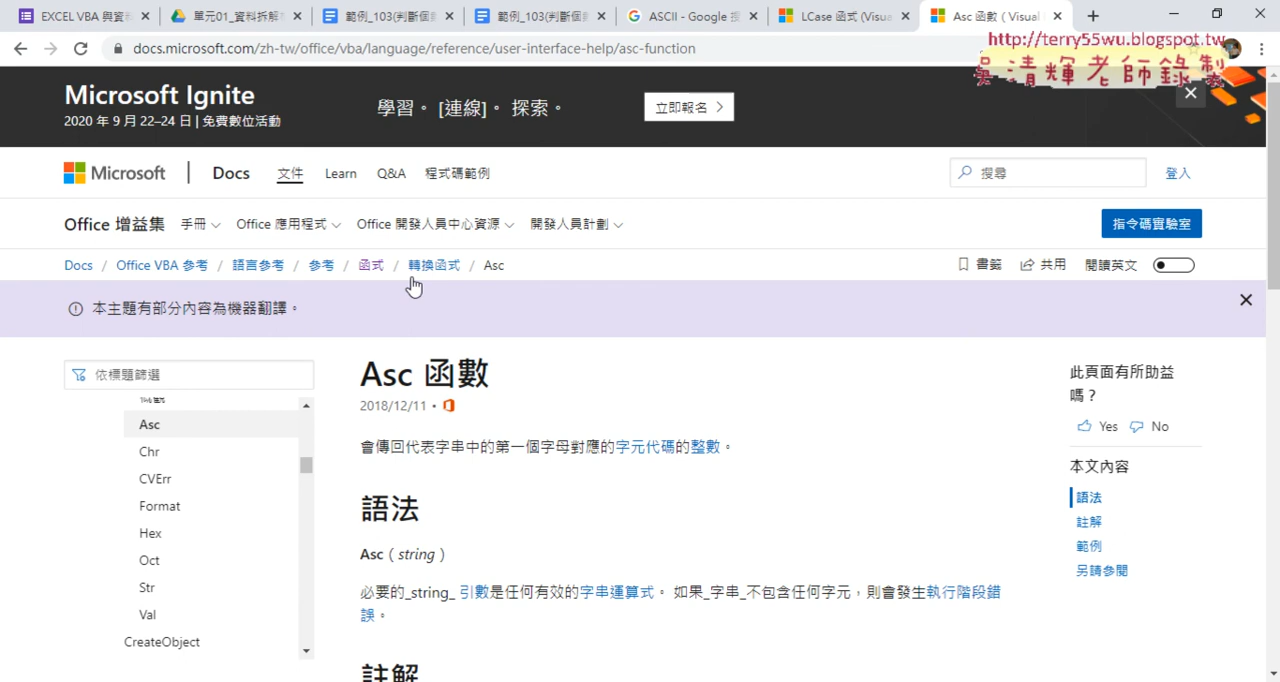 EXCEL VBA 與資
單元01_資料拆解
範例_103(判斷個
範例_103(判斷個
ASCII - Google 搜
LCase 函式 (Visua
Asc 函數 ( Visual
docs.microsoft.com/zh-tw/office/vba/language/reference/user-interface-help/asc-function
http://terry55wu.blogspot.tw
吳清輝老師錄製
Microsoft Ignite
2020 年 9 月 22–24 日 | 免費數位活動
學習。 [連線]。 探索。
立即報名
Microsoft
Docs
文件
Learn
Q&A
程式碼範例
搜尋
登入
Office 增益集
手冊
Office 應用程式
Office 開發人員中心資源
開發人員計劃
指令碼實驗室
Docs / Office VBA 參考 / 語言參考 / 參考 / 函式 / 轉換函式 / Asc
書籤
共用
閱讀英文
本主題有部分內容為機器翻譯。
依標題篩選
Asc
Chr
CVErr
Format
Hex
Oct
Str
Val
CreateObject
Asc 函數
2018/12/11 •
會傳回代表字串中的第一個字母對應的字元代碼的整數。
語法
Asc ( string )
必要的_string_ 引數是任何有效的字串運算式。 如果_字串_不包含任何字元，則會發生執行階段錯
誤。
註解
此頁面有所助益
嗎？
Yes
No
本文內容
語法
註解
範例
另請參閱